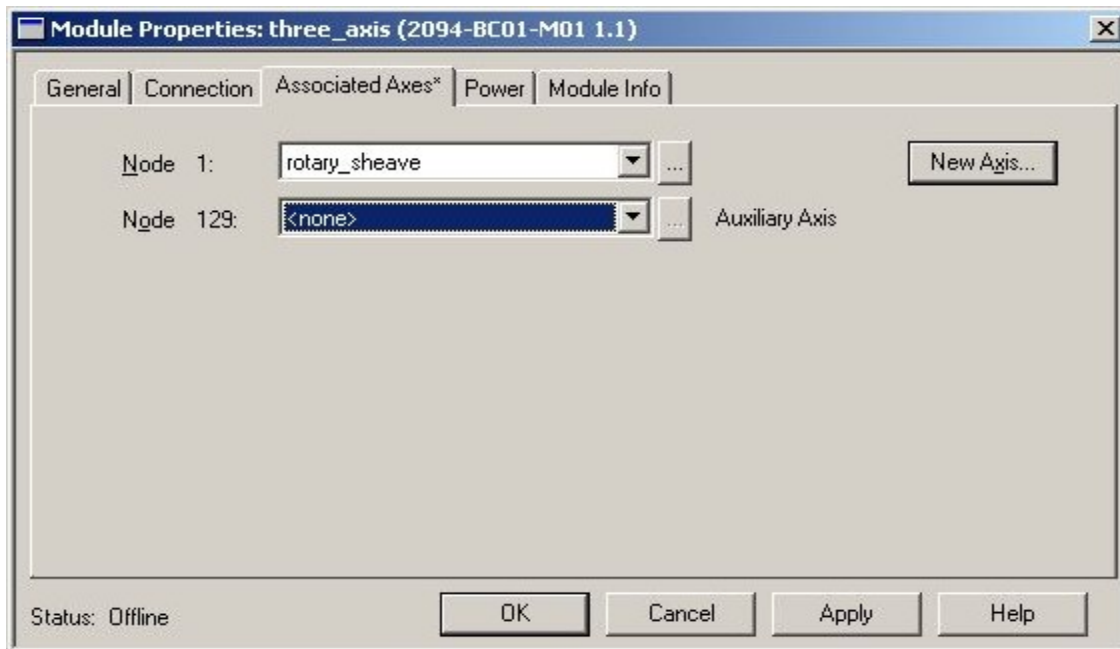 Module Properties: three_axis (2094-BC01-M01 1.1)
General Connection Associated Axes* Power Module Info
Node 1: rotary_sheave ... New Axis...
Node 129: <none> ... Auxiliary Axis
Status: Offline OK Cancel Apply Help